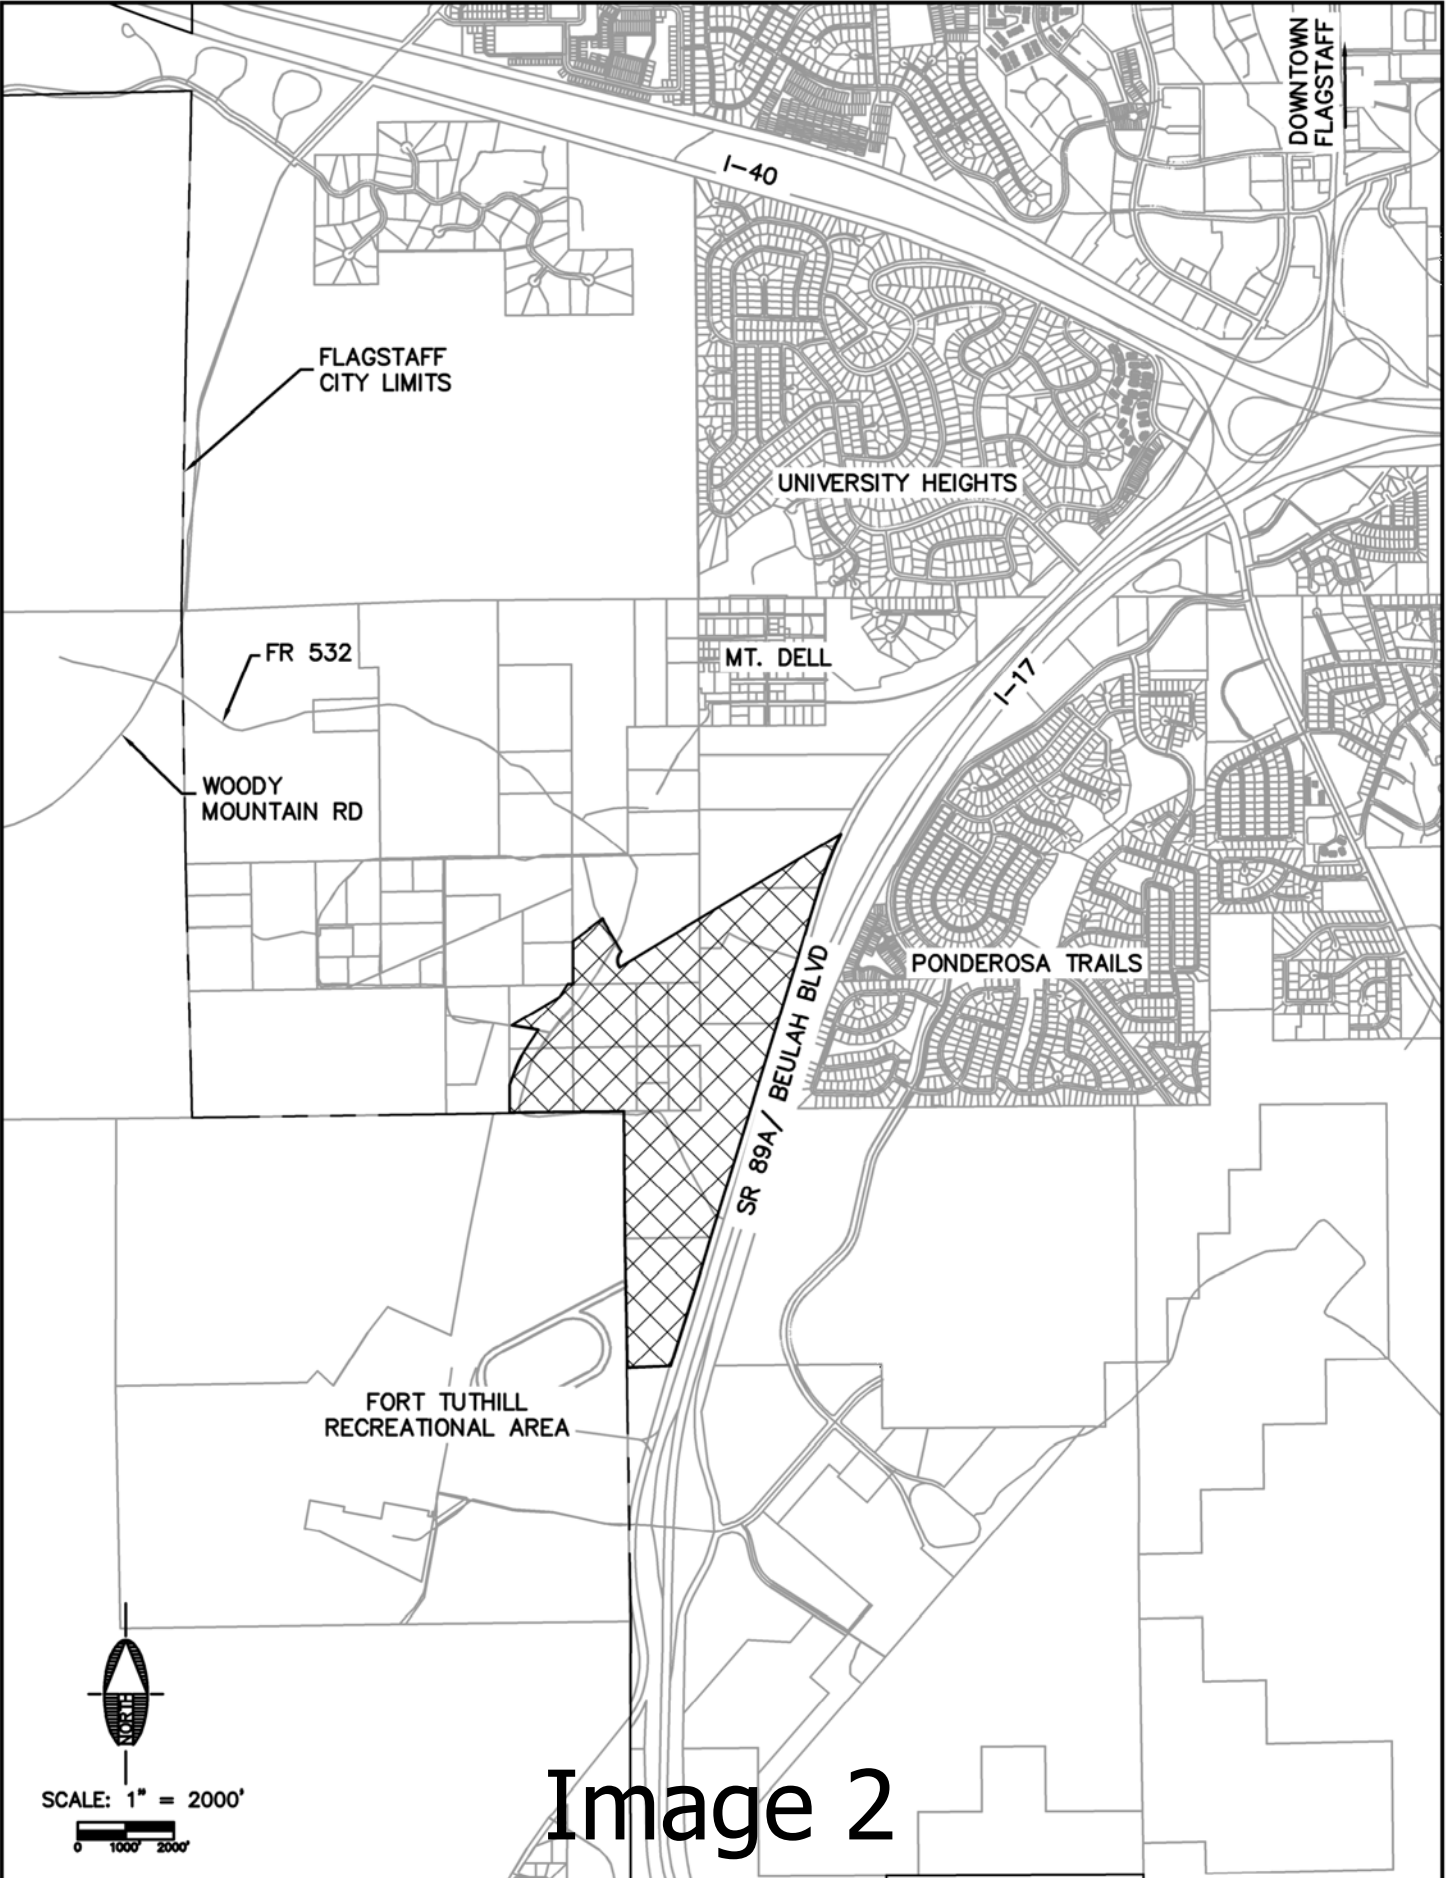 DOWNTOWN
FLAGSTAFF
I-40
FLAGSTAFF
CITY LIMITS
UNIVERSITY HEIGHTS
FR 532
MT. DELL
I-17
WOODY
MOUNTAIN RD
PONDEROSA TRAILS
SR 89A/ BEULAH BLVD
FORT TUTHILL
RECREATIONAL AREA
NORTH
SCALE: 1" = 2000'
0 1000' 2000'
Image 2